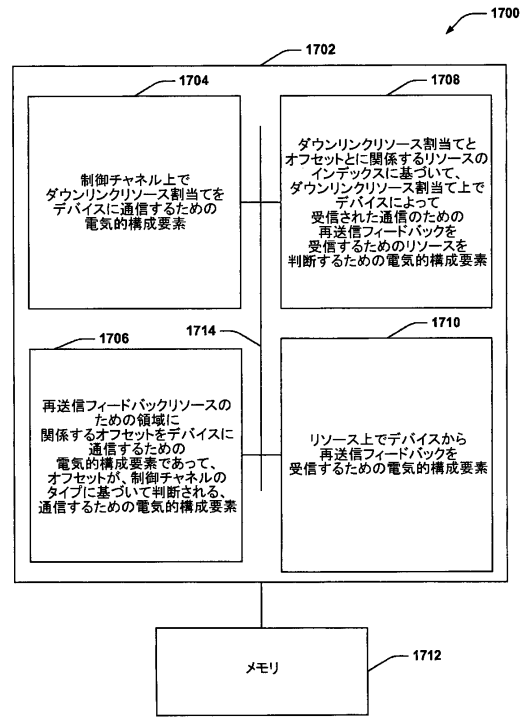 1700
1702
1704
制御チャネル上で
ダウンリンクリソース割当てを
デバイスに通信するための
電気的構成要素
1708
ダウンリンクリソース割当てと
オフセットとに関係するリソースの
インデックスに基づいて、
ダウンリンクリソース割当て上で
デバイスによって
受信された通信のための
再送信フィードバックを
受信するためのリソースを
判断するための電気的構成要素
1714
1706
再送信フィードバックリソースの
ための領域に
関係するオフセットをデバイスに
通信するための
電気的構成要素であって、
オフセットが、制御チャネルの
タイプに基づいて判断される、
通信するための電気的構成要素
1710
リソース上でデバイスから
再送信フィードバックを
受信するための電気的構成要素
メモリ
1712